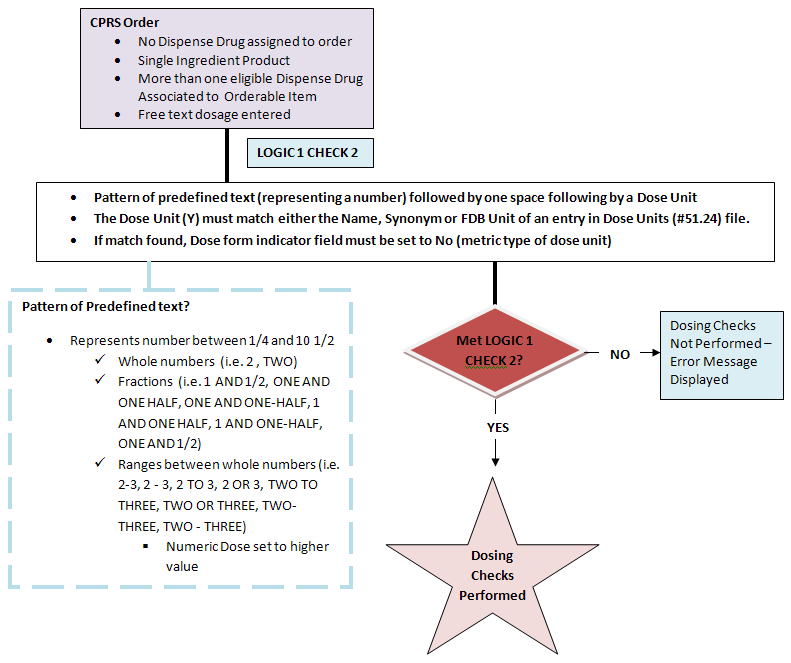 CPRS Order
• No Dispense Drug assigned to order
• Single Ingredient Product
• More than one eligible Dispense Drug
Associated to Orderable Item
• Free text dosage entered
LOGIC 1 CHECK 2
• Pattern of predefined text (representing a number) followed by one space following by a Dose Unit
• The Dose Unit (Y) must match either the Name, Synonym or FDB Unit of an entry in Dose Units (#51.24) file.
• If match found, Dose form indicator field must be set to No (metric type of dose unit)
Pattern of Predefined text?
• Represents number between 1/4 and 10 1/2
✓ Whole numbers (i.e. 2 , TWO)
✓ Fractions (i.e. 1 AND 1/2, ONE AND
ONE HALF, ONE AND ONE-HALF, 1
AND ONE HALF, 1 AND ONE-HALF,
ONE AND 1/2)
✓ Ranges between whole numbers (i.e.
2-3, 2 - 3, 2 TO 3, 2 OR 3, TWO TO
THREE, TWO OR THREE, TWO-
THREE, TWO - THREE)
▪ Numeric Dose set to higher
value
Met LOGIC 1
CHECK 2?
NO
Dosing Checks
Not Performed –
Error Message
Displayed
YES
Dosing
Checks
Performed